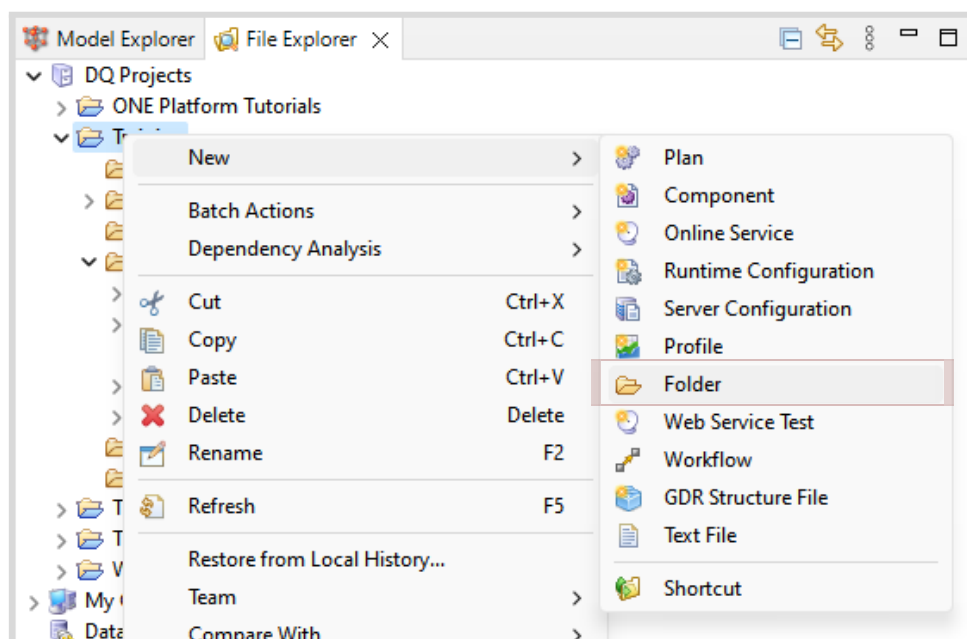 Model Explorer File Explorer
DQ Projects
ONE Platform Tutorials
New
Batch Actions
Dependency Analysis
Cut Ctrl+X
Copy Ctrl+C
Paste Ctrl+V
Delete Delete
Rename F2
Refresh F5
Restore from Local History...
Team
Compare With
Plan
Component
Online Service
Runtime Configuration
Server Configuration
Profile
Folder
Web Service Test
Workflow
GDR Structure File
Text File
Shortcut
T
T
W
My
Data